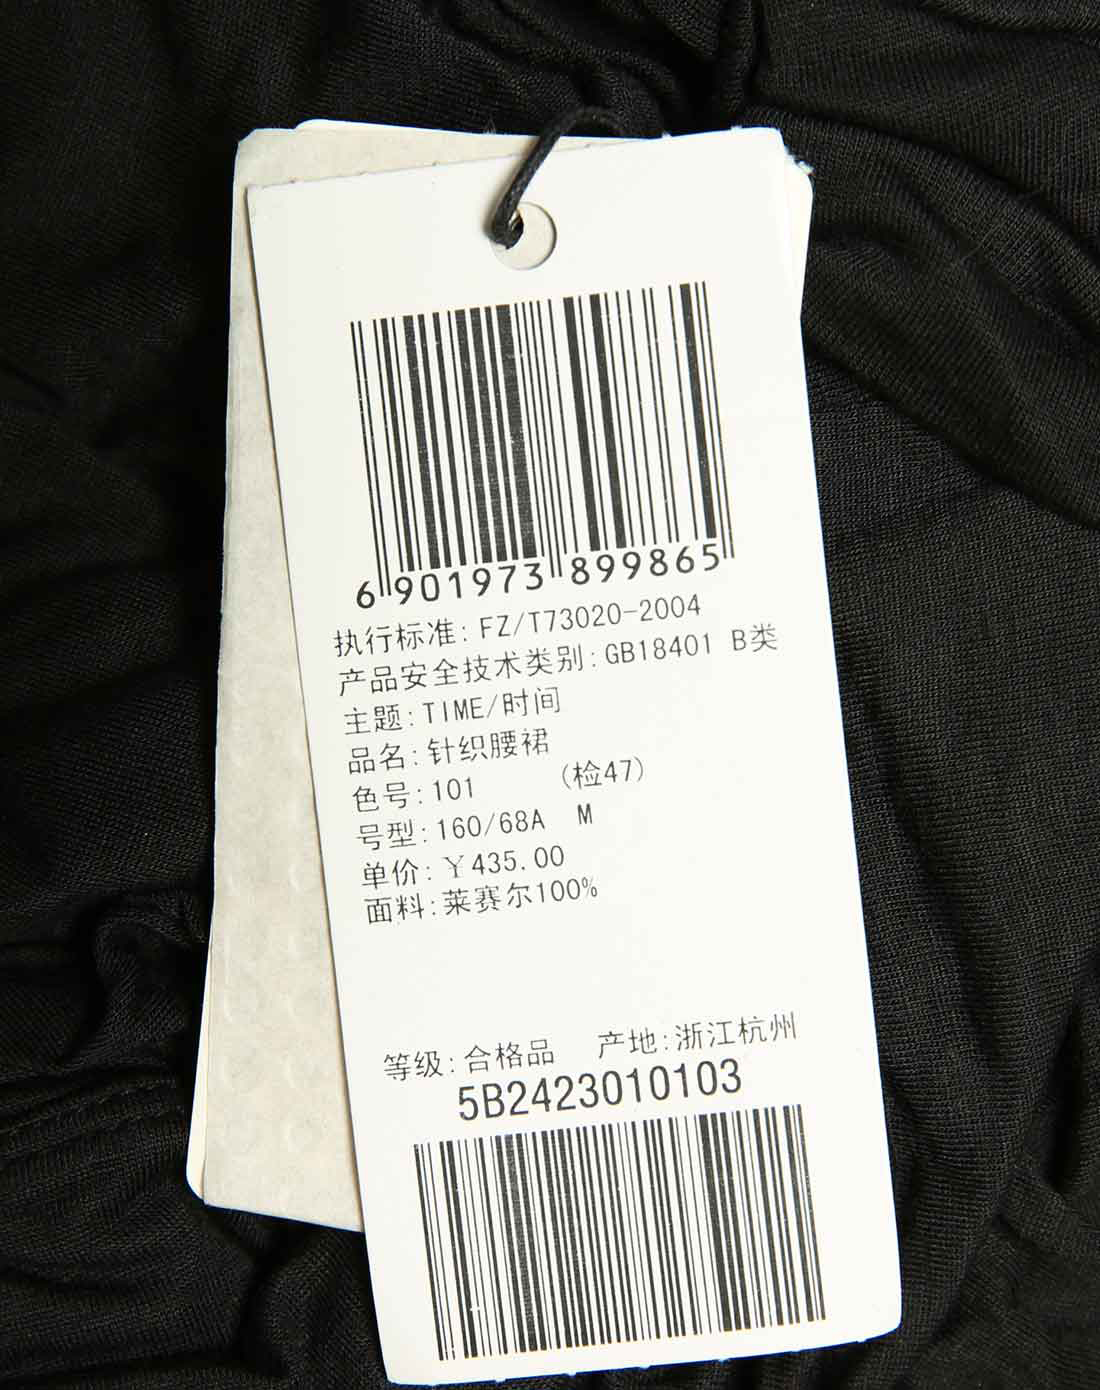 6 901973 899865
执行标准: FZ/T73020-2004
产品安全技术类别: GB18401 B类
主题: TIME/时间
品名: 针织腰裙
色号: 101 (检47)
号型: 160/68A M
单价: ￥435.00
面料: 莱赛尔100%
等级: 合格品 产地: 浙江杭州
5B2423010103